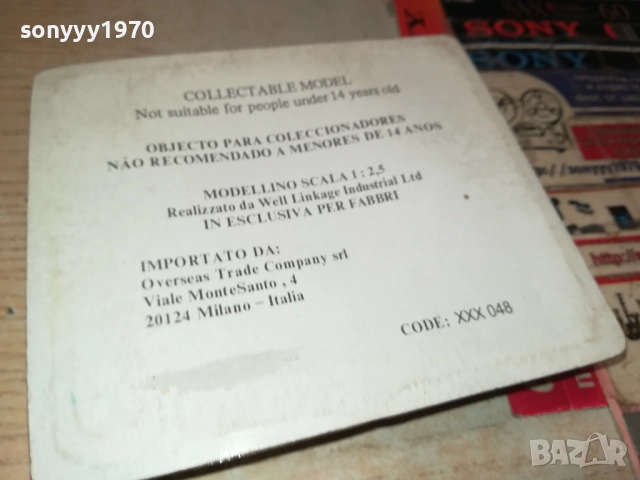 sonyyy1970
COLLECTABLE MODEL
Not suitable for people under 14 years old
OBJECTO PARA COLECCIONADORES
NÃO RECOMENDADO A MENORES DE 14 ANOS
MODELLINO SCALA 1 : 2,5
Realizzato da Well Linkage Industrial Ltd
IN ESCLUSIVA PER FABBRI
IMPORTATO DA:
Overseas Trade Company srl
Viale MonteSanto , 4
20124 Milano – Italia
CODE: XXX 048
SONY
BAZAR